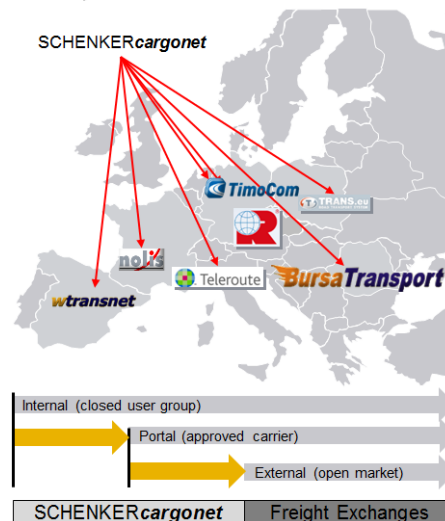 SCHENKERcargonet
TimoCom
TRANS.eu
R
nolis
Teleroute
BursaTransport
wtransnet
Internal (closed user group)
Portal (approved carrier)
External (open market)
SCHENKERcargonet Freight Exchanges